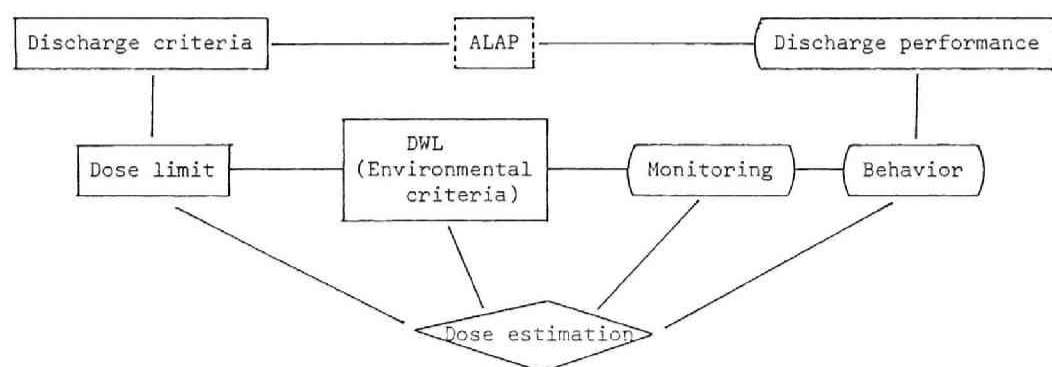 Discharge criteria
ALAP
Discharge performance
Dose limit
DWL
(Environmental
criteria)
Monitoring
Behavior
Dose estimation